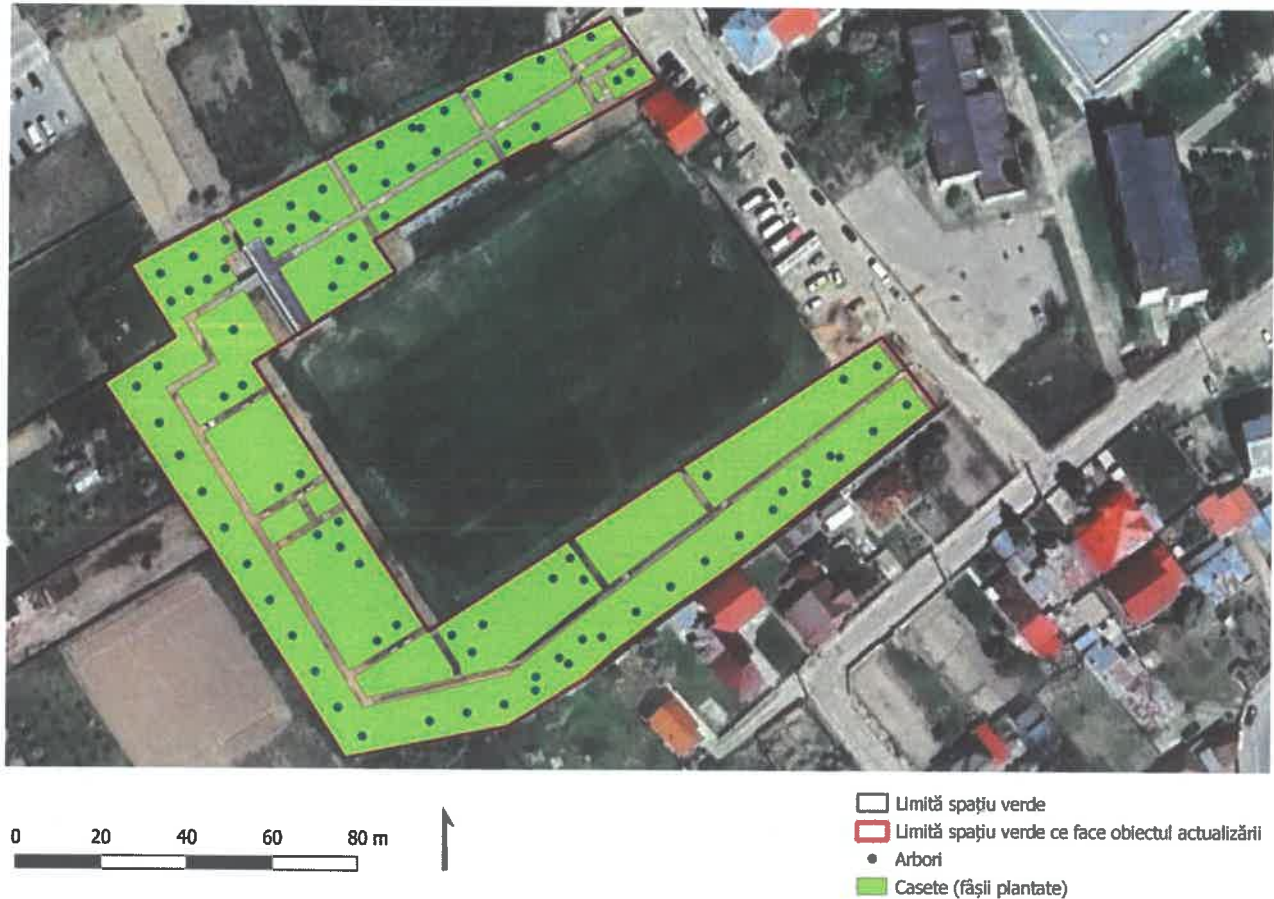 0 20 40 60 80 m
Limită spațiu verde
Limită spațiu verde ce face obiectul actualizării
Arbori
Casete (fâșii plantate)